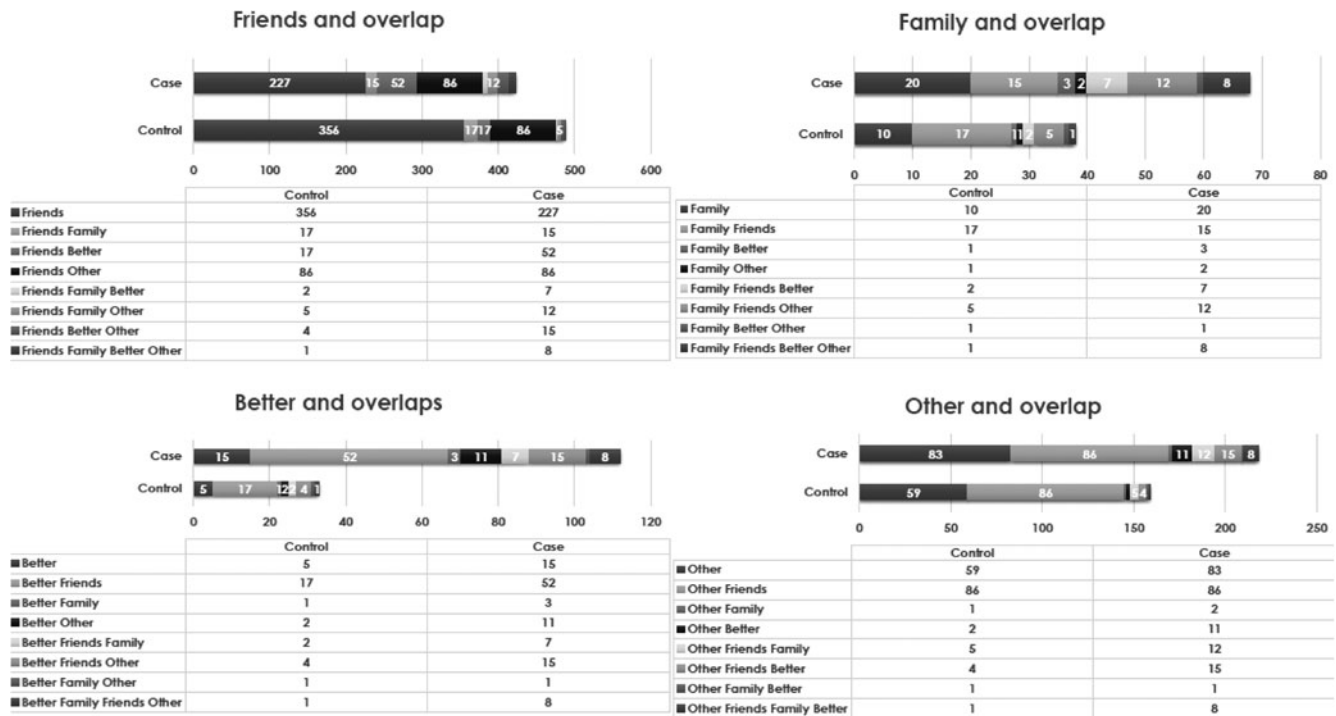 Friends and overlap
Case 227 15 52 86 12
Control 356 17 17 86 5
0 100 200 300 400 500 600
Control Case
Friends 356 227
Friends Family 17 15
Friends Better 17 52
Friends Other 86 86
Friends Family Better 2 7
Friends Family Other 5 12
Friends Better Other 4 15
Friends Family Better Other 1 8
Family and overlap
Case 20 15 3 2 7 12 8
Control 10 17 1 1 2 5 1
0 10 20 30 40 50 60 70 80
Control Case
Family 10 20
Family Friends 17 15
Family Better 1 3
Family Other 1 2
Family Friends Better 2 7
Family Friends Other 5 12
Family Better Other 1 1
Family Friends Better Other 1 8
Better and overlaps
Case 15 52 3 11 7 15 8
Control 5 17 1 2 2 4 1
0 20 40 60 80 100 120
Control Case
Better 5 15
Better Friends 17 52
Better Family 1 3
Better Other 2 11
Better Friends Family 2 7
Better Friends Other 4 15
Better Family Other 1 1
Better Family Friends Other 1 8
Other and overlap
Case 83 86 11 12 15 8
Control 59 86 5 4
0 50 100 150 200 250
Control Case
Other 59 83
Other Friends 86 86
Other Family 1 2
Other Better 2 11
Other Friends Family 5 12
Other Friends Better 4 15
Other Family Better 1 1
Other Friends Family Better 1 8